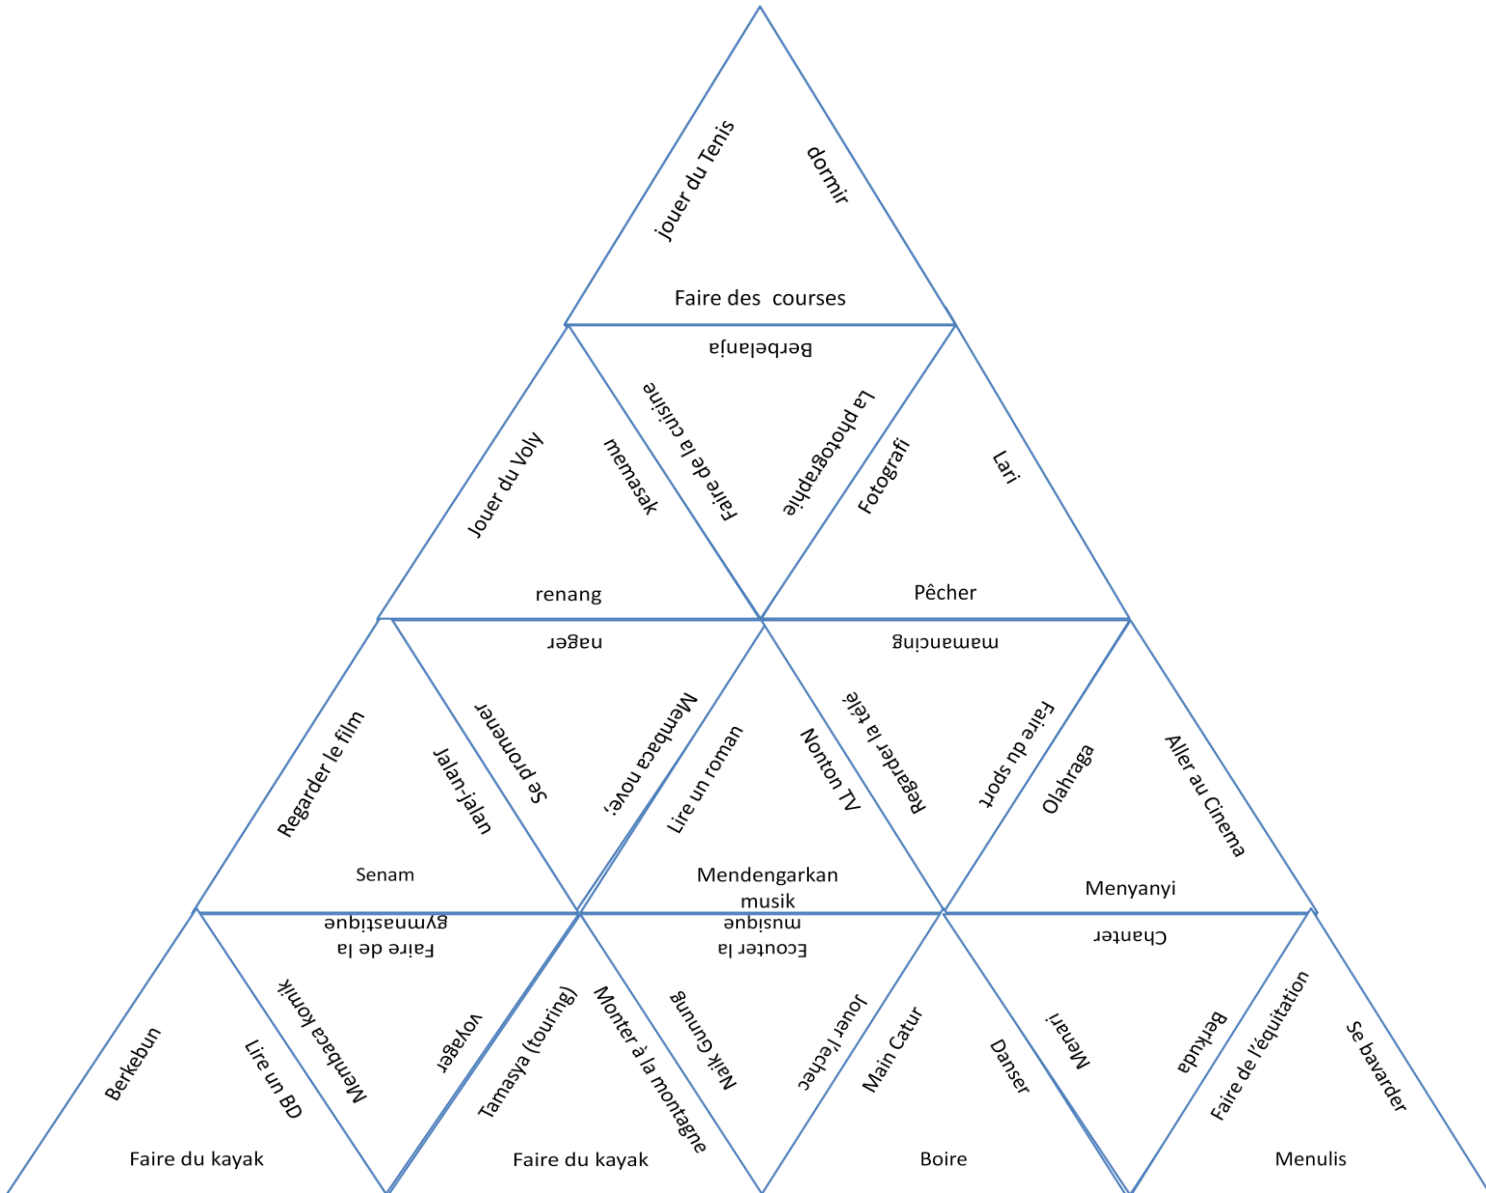 jouer du Tenis
dormir
Faire des courses
Berbelanja
Faire de la cuisine
La photographie
Jouer du Voly
memasak
Fotografi
Lari
renang
Pêcher
nager
mamancing
Se promener
Membaca nove;
Regarder la télé
Faire du sport
Regarder le film
Jalan-jalan
Lire un roman
Nonton TV
Olahraga
Aller au Cinema
Senam
Mendengarkan
musik
Menyanyi
Faire de la
gymnastique
Ecouter la
musique
Chanter
Membaca komik
voyager
Naik Gunung
Jouer l'echec
Menari
Berkuda
Berkebun
Lire un BD
Tamasya (touring)
Monter à la montagne
Main Catur
Danser
Faire de l'équitation
Se bavarder
Faire du kayak
Faire du kayak
Boire
Menulis